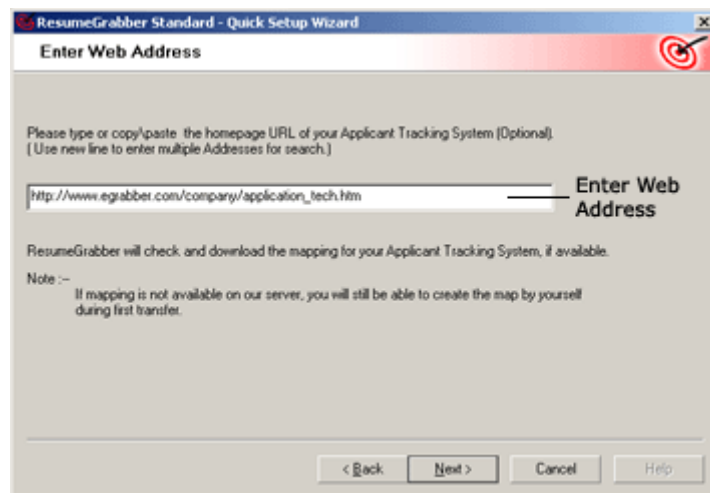 ResumeGrabber Standard - Quick Setup Wizard
Enter Web Address
Please type or copy\paste the homepage URL of your Applicant Tracking System (Optional).
( Use new line to enter multiple Addresses for search.)
http://www.egrabber.com/company/application_tech.htm
Enter Web
Address
ResumeGrabber will check and download the mapping for your Applicant Tracking System, if available.
Note :-
If mapping is not available on our server, you will still be able to create the map by yourself
during first transfer.
< Back Next > Cancel Help